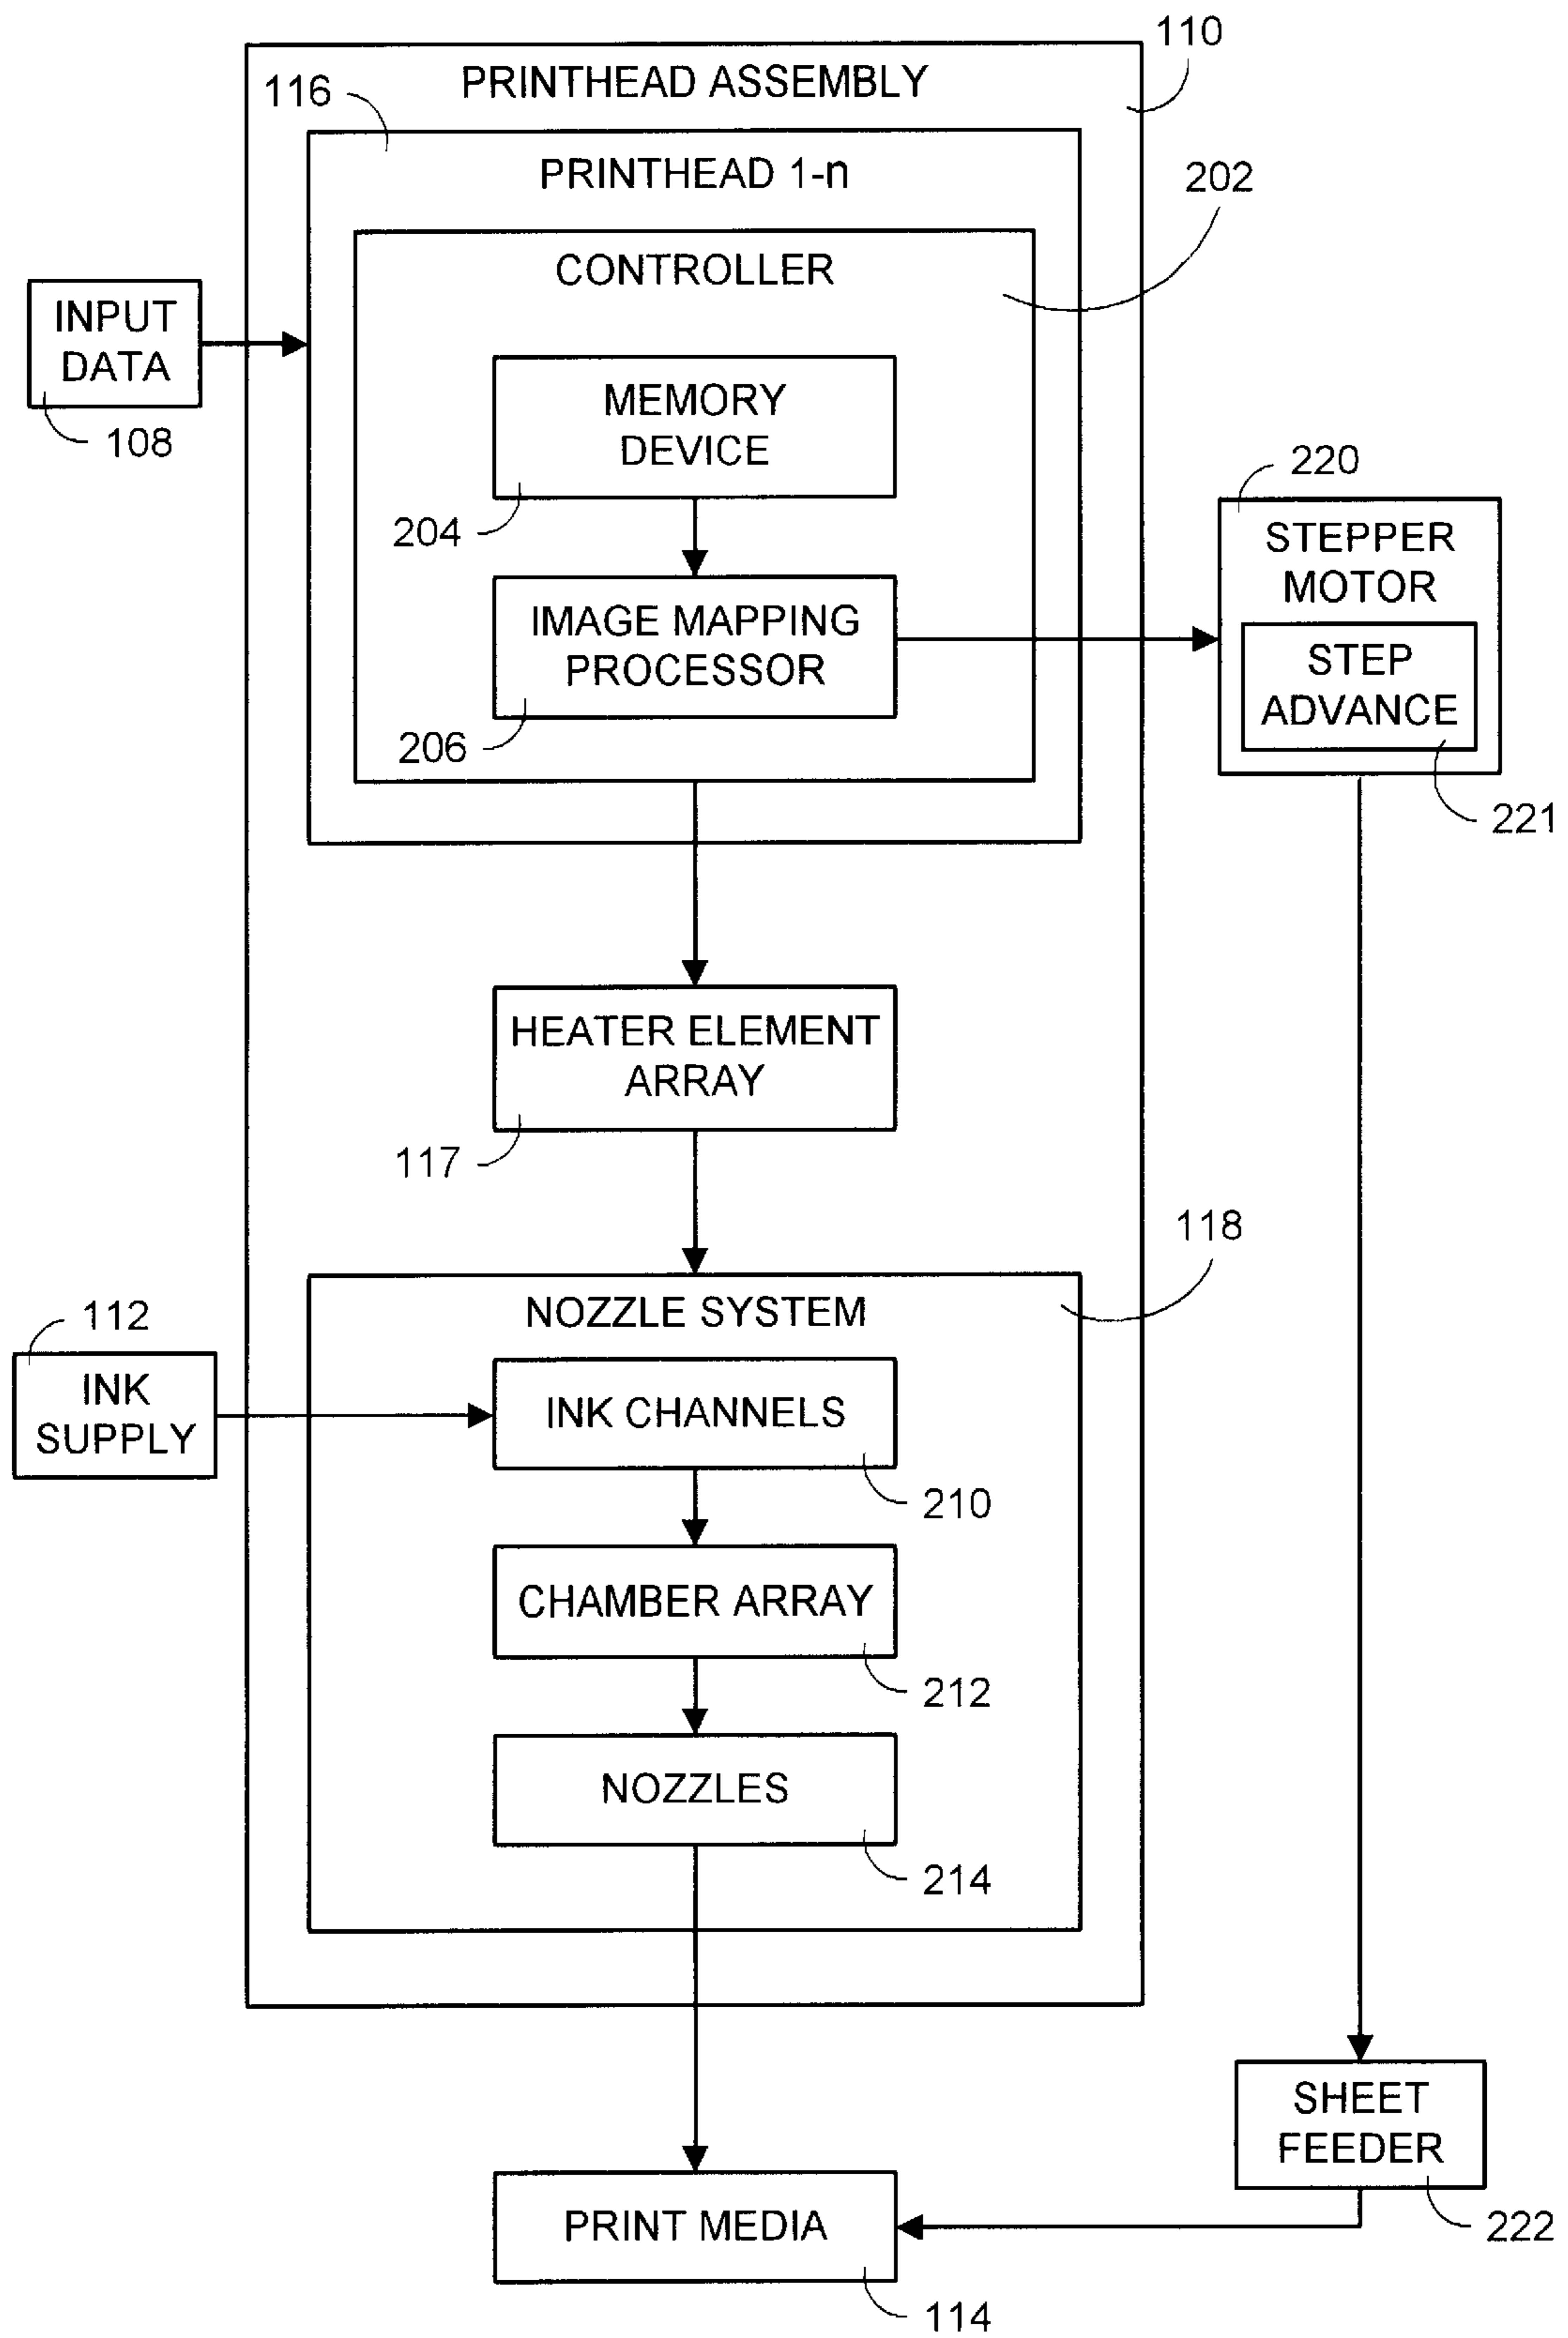 110
PRINTHEAD ASSEMBLY
116
PRINTHEAD 1-n
202
CONTROLLER
INPUT
DATA
108
MEMORY
DEVICE
204
220
STEPPER
MOTOR
IMAGE MAPPING
PROCESSOR
206
STEP
ADVANCE
221
HEATER ELEMENT
ARRAY
117
118
NOZZLE SYSTEM
112
INK
SUPPLY
INK CHANNELS
210
CHAMBER ARRAY
212
NOZZLES
214
SHEET
FEEDER
222
PRINT MEDIA
114